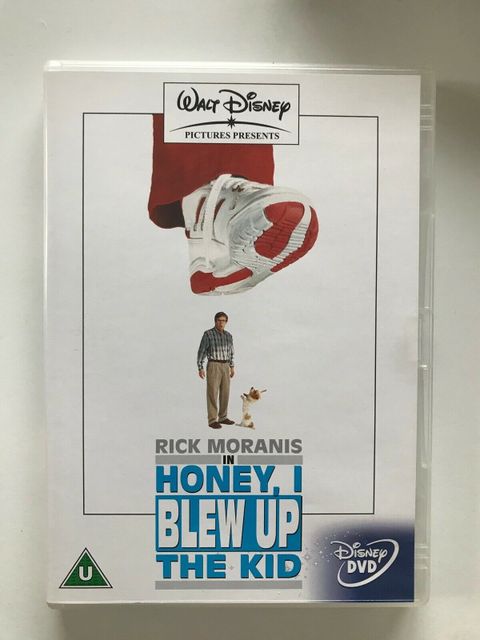 WALT DISNEY
PICTURES PRESENTS
RICK MORANIS
IN
HONEY, I
BLEW UP
THE KID
U
DISNEY
DVD